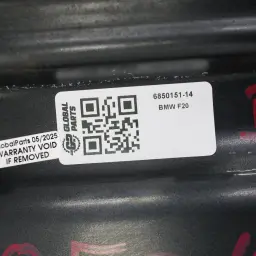 GLOBAL
PARTS
6850151-14
BMW F20
GlobalParts 05/2025
WARRANTY VOID
IF REMOVED